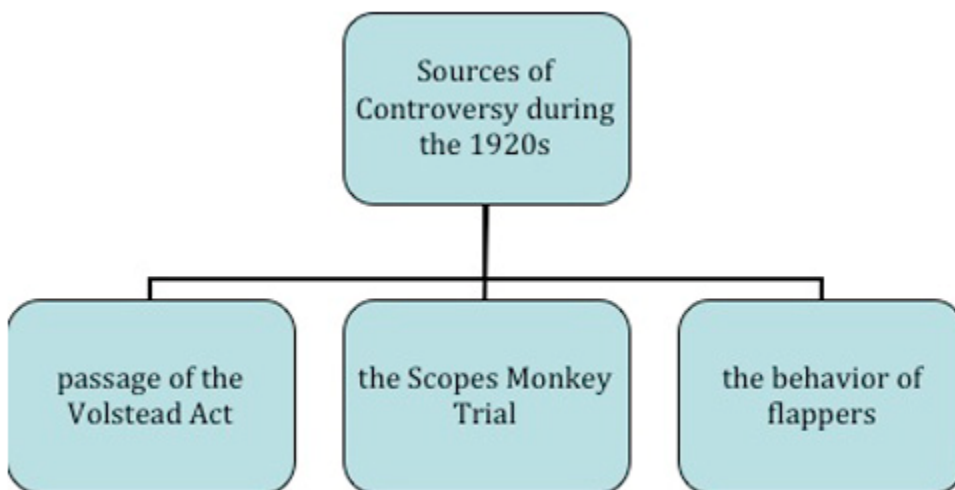 Sources of
Controversy during
the 1920s
passage of the
Volstead Act
the Scopes Monkey
Trial
the behavior of
flappers